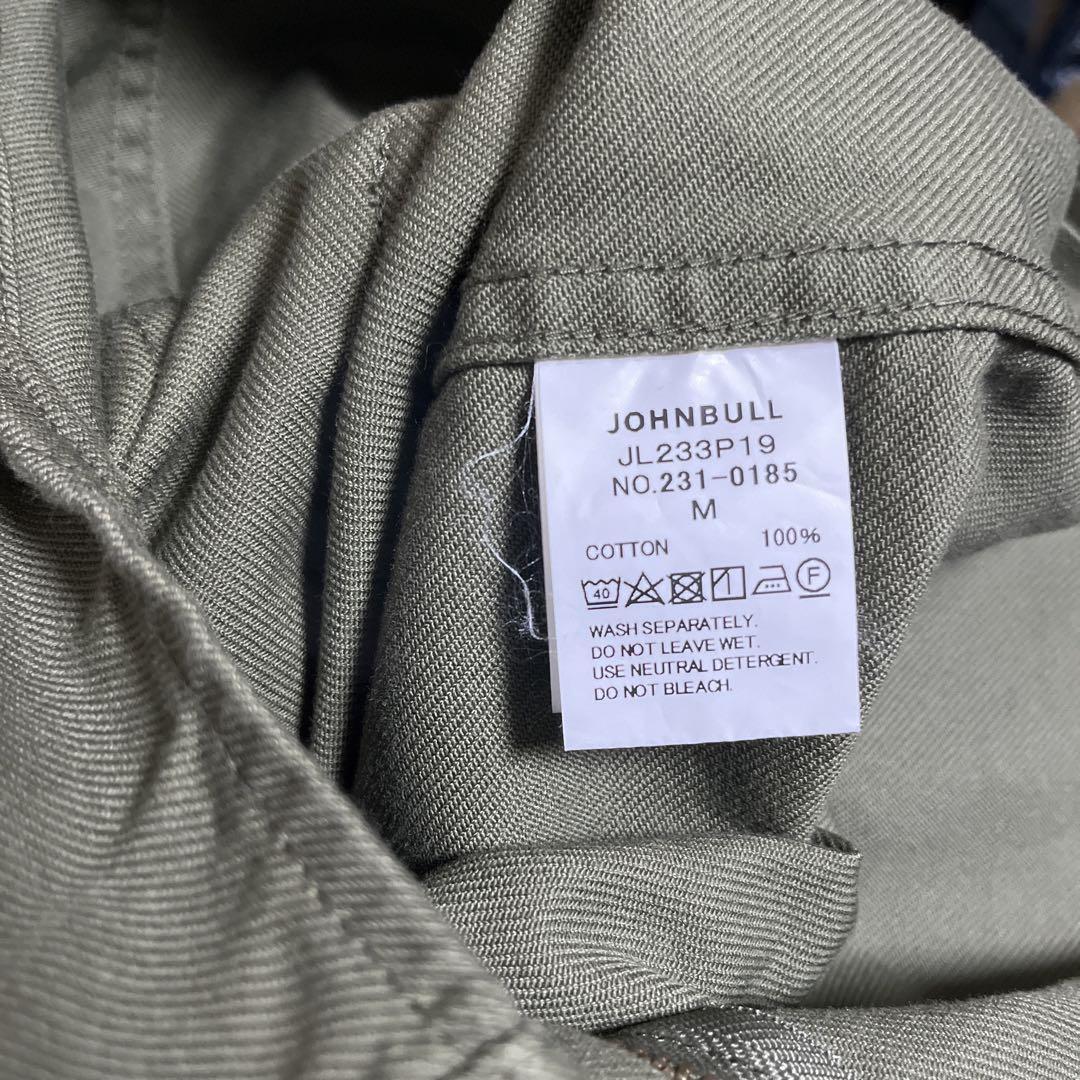 JOHNBULL
JL233P19
NO.231-0185
M
COTTON 100%
40 F
WASH SEPARATELY.
DO NOT LEAVE WET.
USE NEUTRAL DETERGENT.
DO NOT BLEACH.